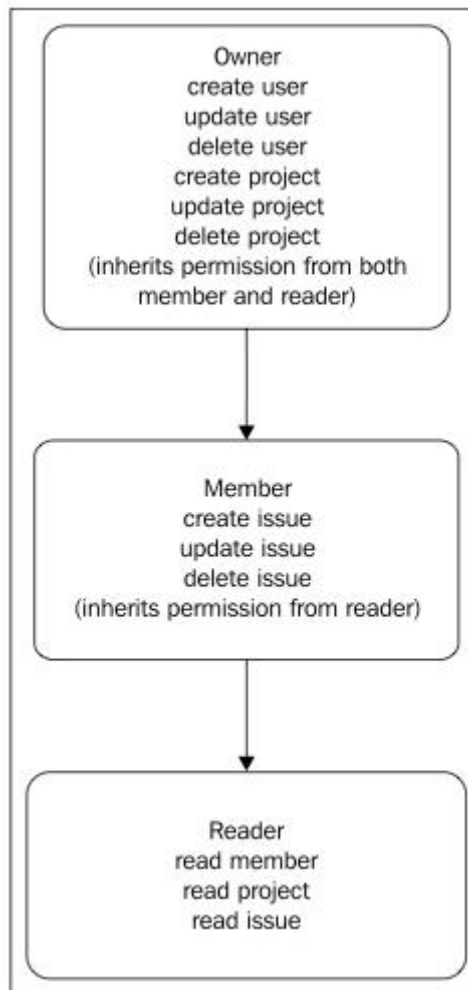 Owner
create user
update user
delete user
create project
update project
delete project
(inherits permission from both
member and reader)
Member
create issue
update issue
delete issue
(inherits permission from reader)
Reader
read member
read project
read issue